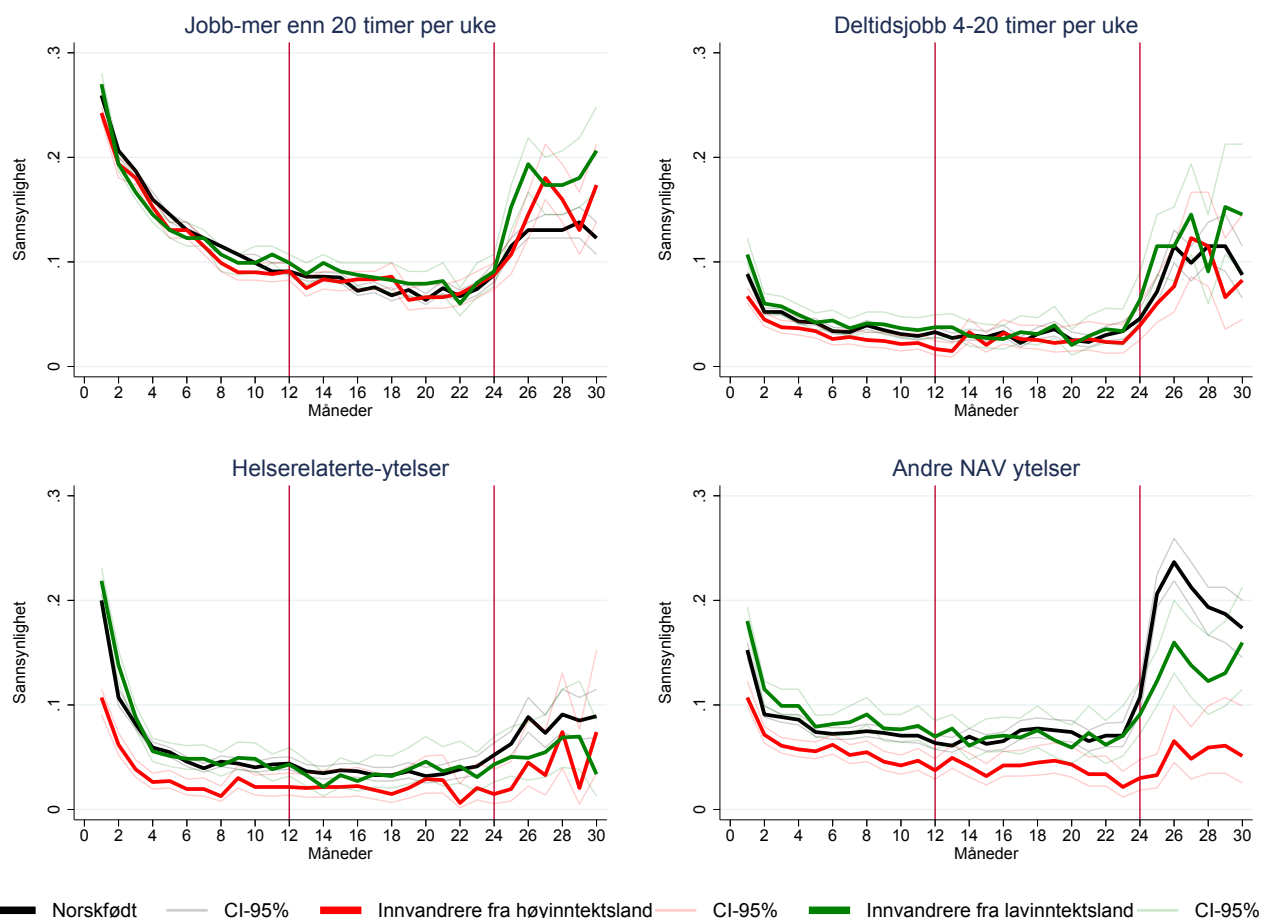 Jobb-mer enn 20 timer per uke
Sannsynlighet
.3
.2
.1
0
0 2 4 6 8 10 12 14 16 18 20 22 24 26 28 30
Måneder
Deltidsjobb 4-20 timer per uke
Sannsynlighet
.3
.2
.1
0
0 2 4 6 8 10 12 14 16 18 20 22 24 26 28 30
Måneder
Helserelaterte-ytelser
Sannsynlighet
.3
.2
.1
0
0 2 4 6 8 10 12 14 16 18 20 22 24 26 28 30
Måneder
Andre NAV ytelser
Sannsynlighet
.3
.2
.1
0
0 2 4 6 8 10 12 14 16 18 20 22 24 26 28 30
Måneder
Norskfødt CI-95% Innvandrere fra høyinntektsland CI-95% Innvandrere fra lavinntektsland CI-95%